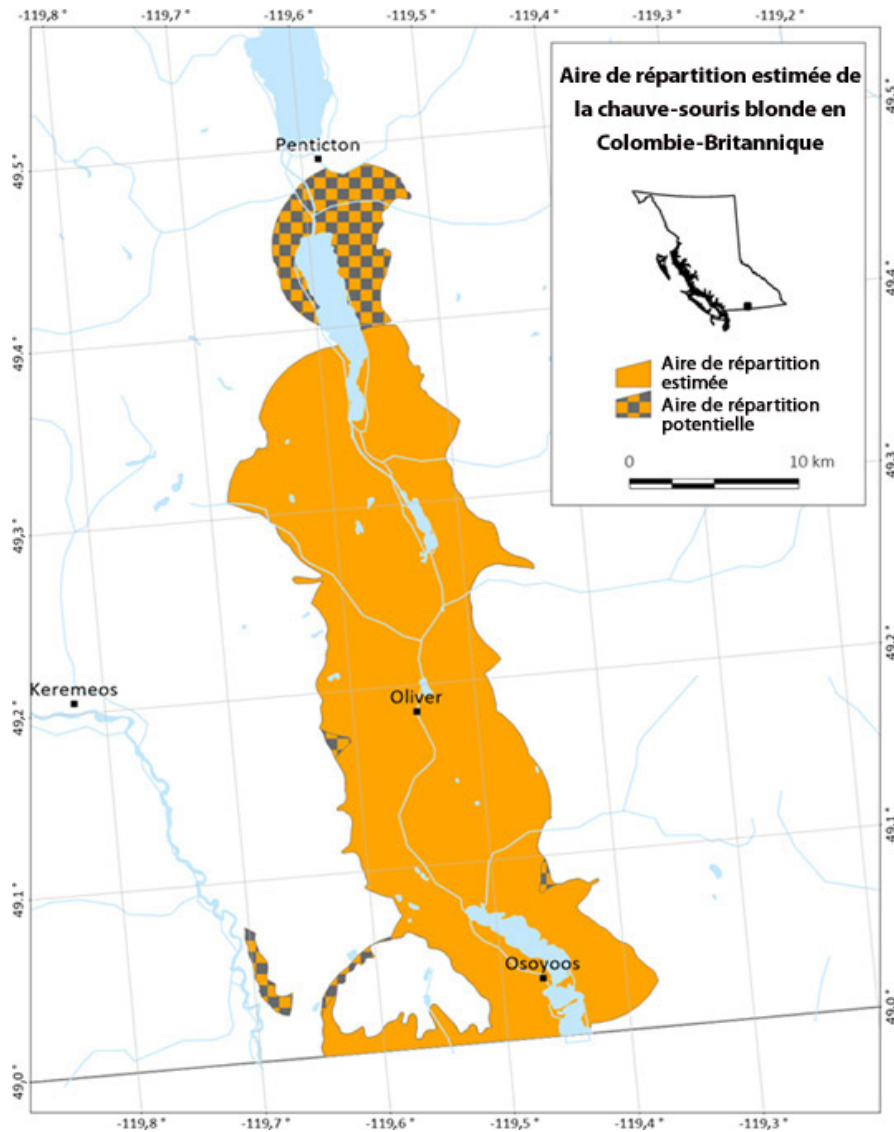 -119,8 ° -119,7 ° -119,6 ° -119,5 ° -119,4 ° -119,3 ° -119,2 °
Aire de répartition estimée de
la chauve-souris blonde en
Colombie-Britannique
Aire de répartition
estimée
Aire de répartition
potentielle
0 10 km
Penticton
Keremeos
Oliver
Osoyoos
49,5 °
49,4 °
49,3 °
49,2 °
49,1 °
49,0 °
49,5 °
49,4 °
49,3 °
49,2 °
49,1 °
49,0 °
-119,8 ° -119,7 ° -119,6 ° -119,5 ° -119,4 ° -119,3 °